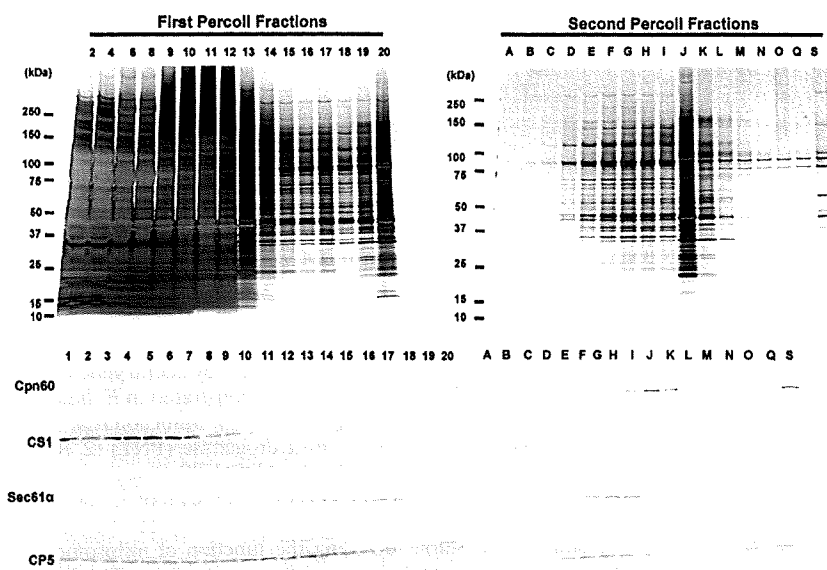 First Percoll Fractions
2 4 6 8 9 10 11 12 13 14 15 16 17 18 19 20
(kDa)
250
150
100
75
50
37
25
15
10
Second Percoll Fractions
A B C D E F G H I J K L M N O Q S
(kDa)
250
150
100
75
50
37
25
15
10
1 2 3 4 5 6 7 8 9 10 11 12 13 14 15 16 17 18 19 20 A B C D E F G H I J K L M N O Q S
Cpn60
CS1
Sec61α
CP5